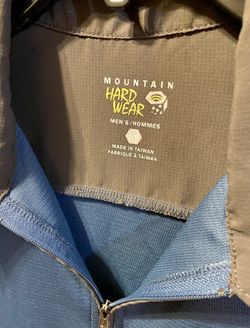 MOUNTAIN
HARD
WEAR
MEN'S/HOMMES
MADE IN TAIWAN
FABRIQUÉ À TAIWAN